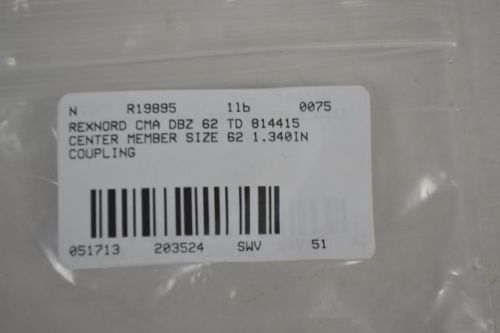 N R19895 1lb 0075
REXNORD CMA DBZ 62 TD 814415
CENTER MEMBER SIZE 62 1.340IN
COUPLING
051713 203524 SWV 51